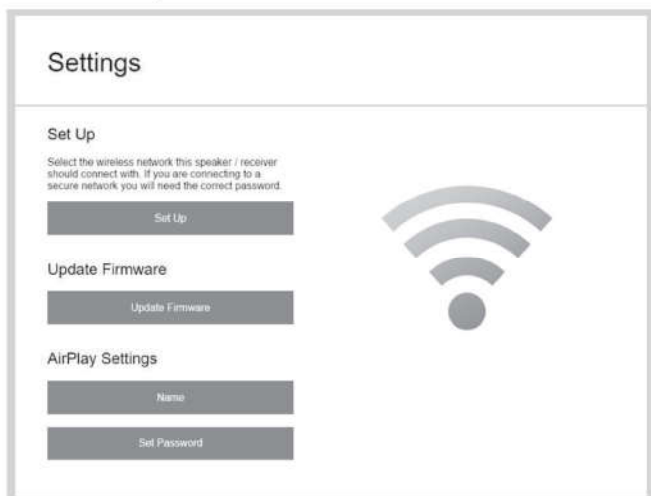 Settings
Set Up
Select the wireless network this speaker / receiver
should connect with. If you are connecting to a
secure network you will need the correct password.
Set Up
Update Firmware
Update Firmware
AirPlay Settings
Name
Set Password